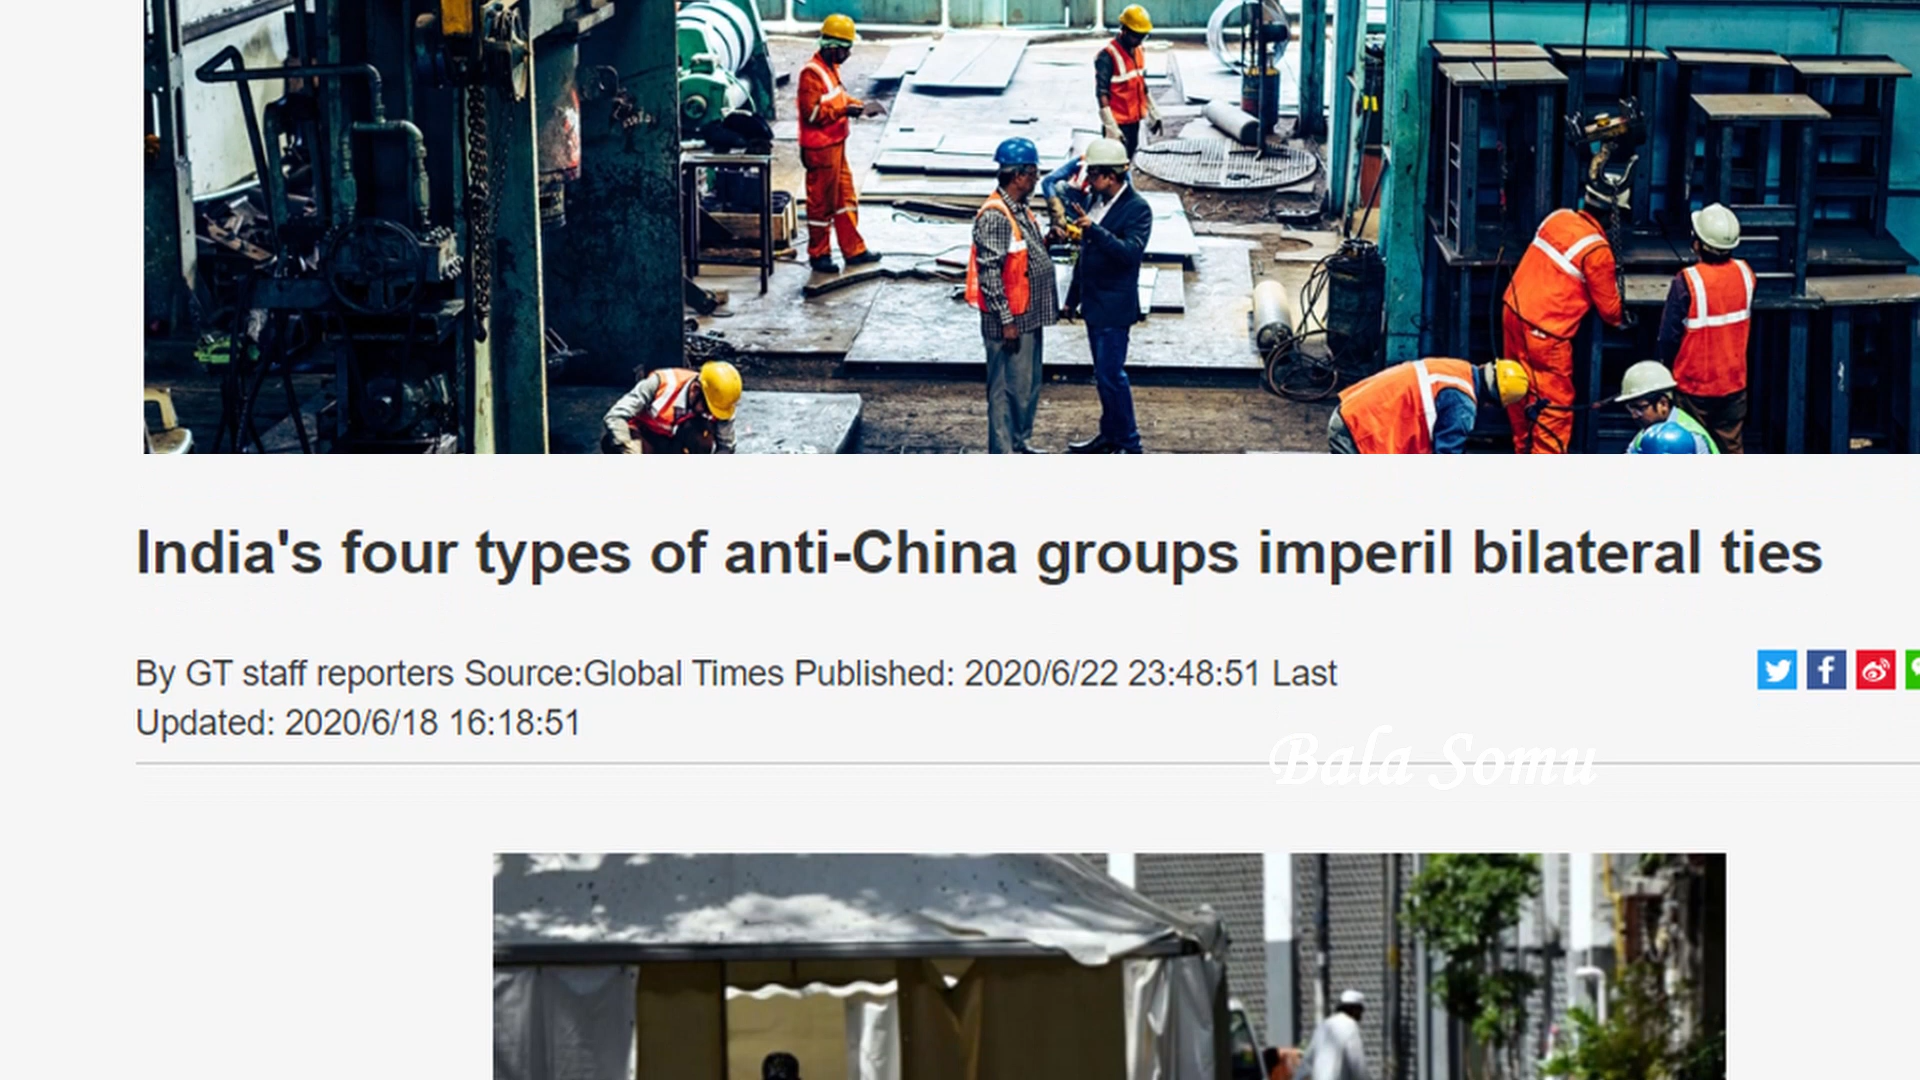 India's four types of anti-China groups imperil bilateral ties
By GT staff reporters Source:Global Times Published: 2020/6/22 23:48:51 Last
Updated: 2020/6/18 16:18:51
Bala Somu